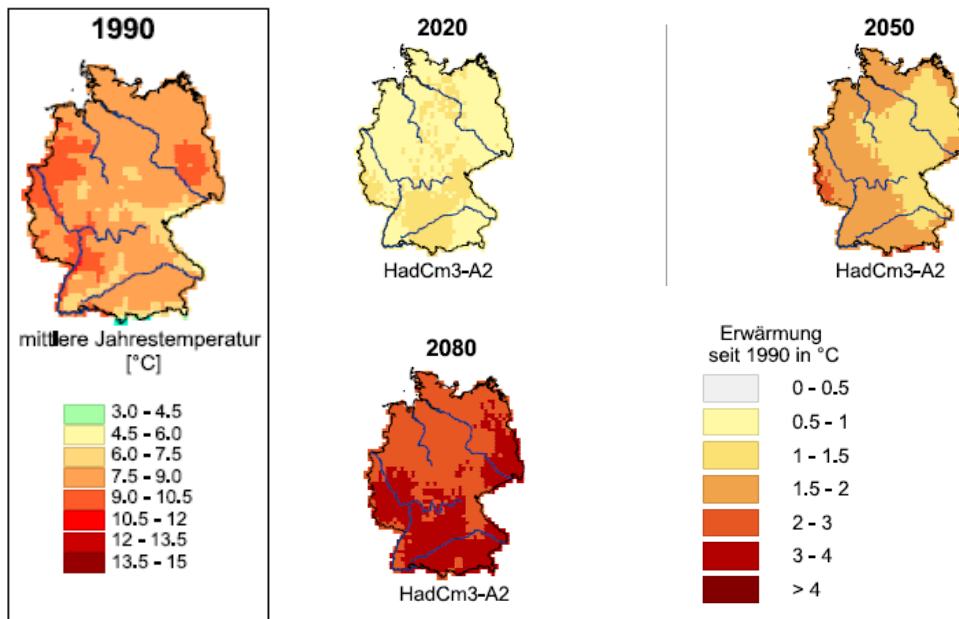 1990
mittlere Jahrestemperatur
[°C]
3.0 – 4.5
4.5 – 6.0
6.0 – 7.5
7.5 – 9.0
9.0 – 10.5
10.5 – 12
12 – 13.5
13.5 – 15
2020
HadCm3-A2
2050
HadCm3-A2
2080
HadCm3-A2
Erwärmung
seit 1990 in °C
0 - 0.5
0.5 - 1
1 - 1.5
1.5 - 2
2 - 3
3 - 4
> 4